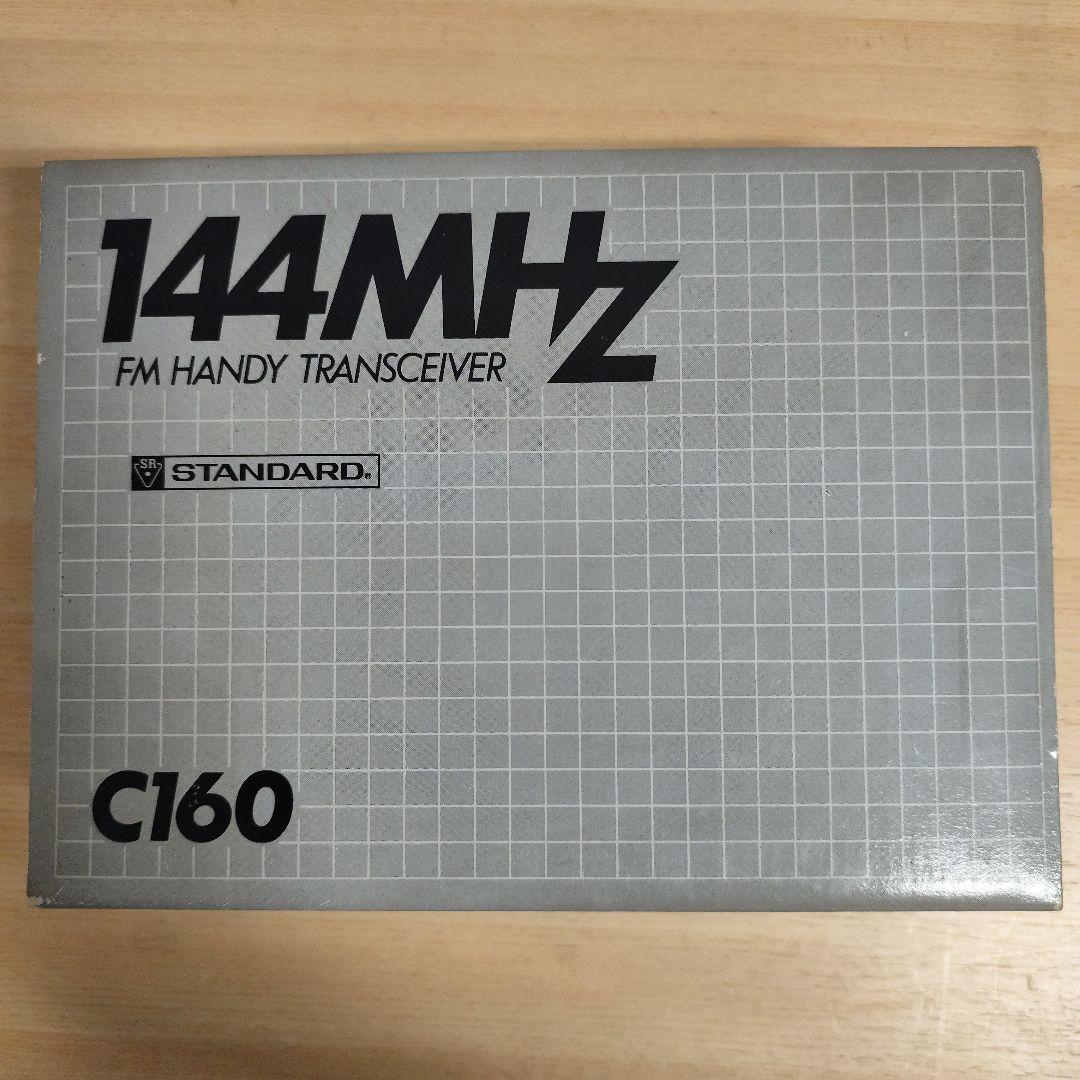 144MHz
FM HANDY TRANSCEIVER
SR STANDARD®
C160